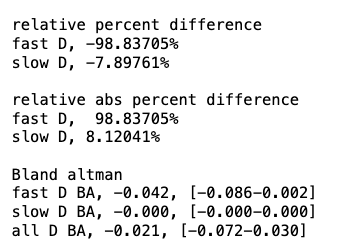 relative percent difference
fast D, -98.83705%
slow D, -7.89761%

relative abs percent difference
fast D,  98.83705%
slow D, 8.12041%

Bland altman
fast D BA, -0.042, [-0.086-0.002]
slow D BA, -0.000, [-0.000-0.000]
all D BA, -0.021, [-0.072-0.030]